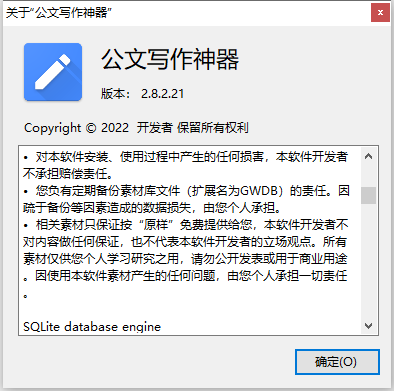 关于“公文写作神器”
公文写作神器
版本： 2.8.2.21
Copyright © 2022 开发者 保留所有权利
• 对本软件安装、使用过程中产生的任何损害，本软件开发者
不承担赔偿责任。
• 您负有定期备份素材库文件（扩展名为GWDB）的责任。因
疏于备份等因素造成的数据损失，由您个人承担。
• 相关素材只保证按“原样”免费提供给您，本软件开发者不
对内容做任何保证，也不代表本软件开发者的立场观点。所有
素材仅供您个人学习研究之用，请勿公开发表或用于商业用途
。因使用本软件素材产生的任何问题，由您个人承担一切责任
。
SQLite database engine
确定(O)